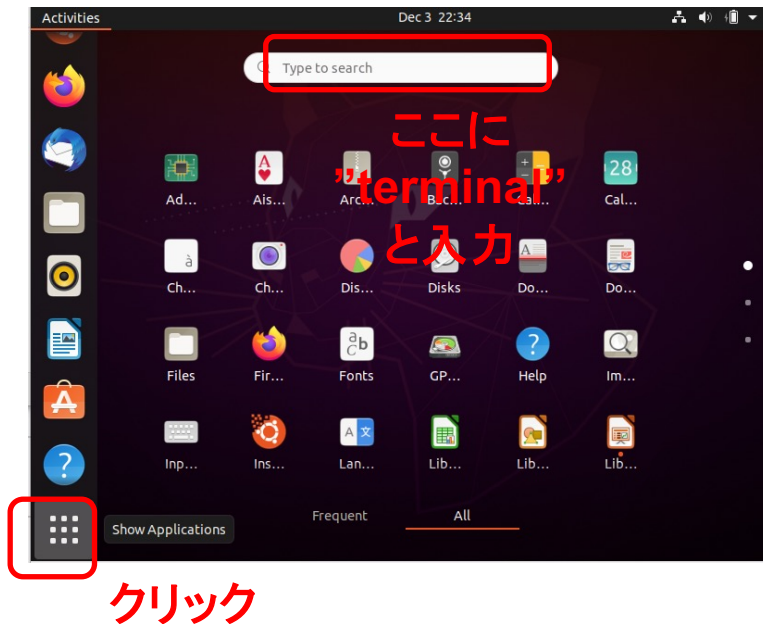 Activities
Dec 3 22:34
Type to search
ここに
”terminal”
と入力
Ad...
Ais...
Arc...
Bac...
Cal...
Cal...
Ch...
Ch...
Dis...
Disks
Do...
Do...
Files
Fir...
Fonts
GP...
Help
Im...
Inp...
Ins...
Lan...
Lib...
Lib...
Lib...
Show Applications
Frequent
All
クリック